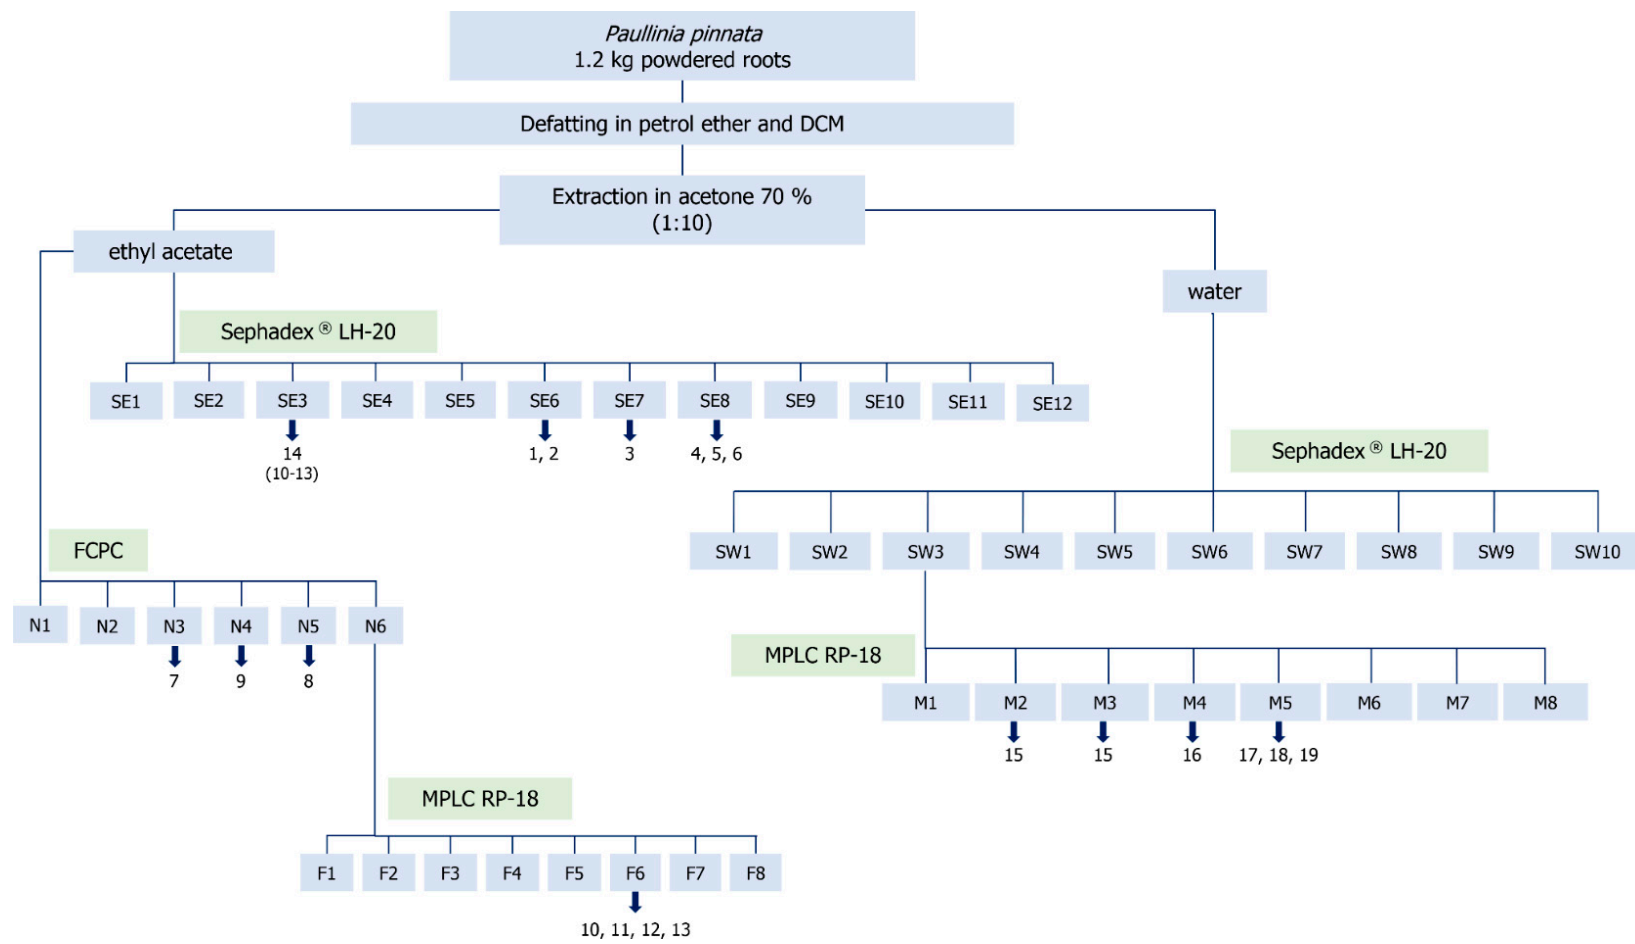 Paullinia pinnata
1.2 kg powdered roots
Defatting in petrol ether and DCM
Extraction in acetone 70 %
(1:10)
ethyl acetate
water
Sephadex ® LH-20
SE1 SE2 SE3 SE4 SE5 SE6 SE7 SE8 SE9 SE10 SE11 SE12
14
(10-13)
1, 2
3
4, 5, 6
Sephadex ® LH-20
SW1 SW2 SW3 SW4 SW5 SW6 SW7 SW8 SW9 SW10
FCPC
N1 N2 N3 N4 N5 N6
7
9
8
MPLC RP-18
M1 M2 M3 M4 M5 M6 M7 M8
15
15
16
17, 18, 19
MPLC RP-18
F1 F2 F3 F4 F5 F6 F7 F8
10, 11, 12, 13